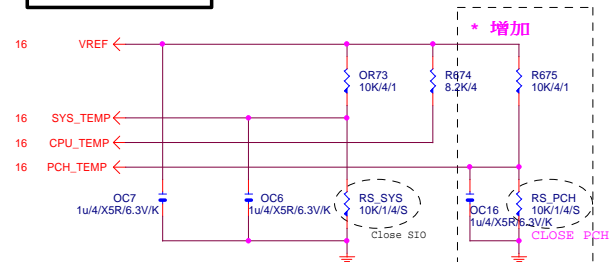 * 增加
16 VREF
OR73
10K/4/1
R674
8.2K/4
R675
10K/4/1
16 SYS_TEMP
16 CPU_TEMP
16 PCH_TEMP
OC7
1u/4/X5R/6.3V/K
OC6
1u/4/X5R/6.3V/K
RS_SYS
10K/1/4/S
Close SIO
OC16
1u/4/X5R/6.3V/K
RS_PCH
10K/1/4/S
CLOSE PCH